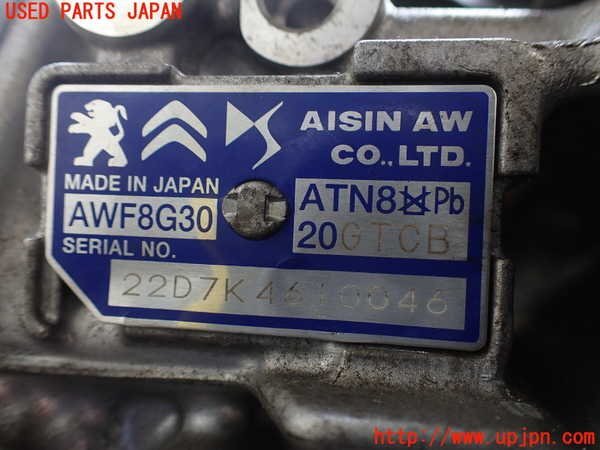 USED PARTS JAPAN
AISIN AW
CO., LTD.
MADE IN JAPAN
AWF8G30
ATN8 Pb
20GTCB
SERIAL NO.
22D7K4610046
http://www.upjpn.com/